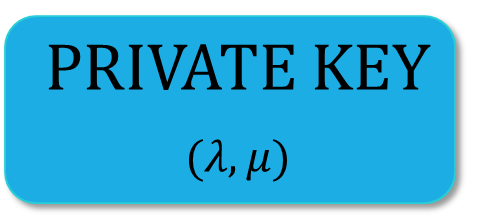 PRIVATE KEY
(λ, μ)